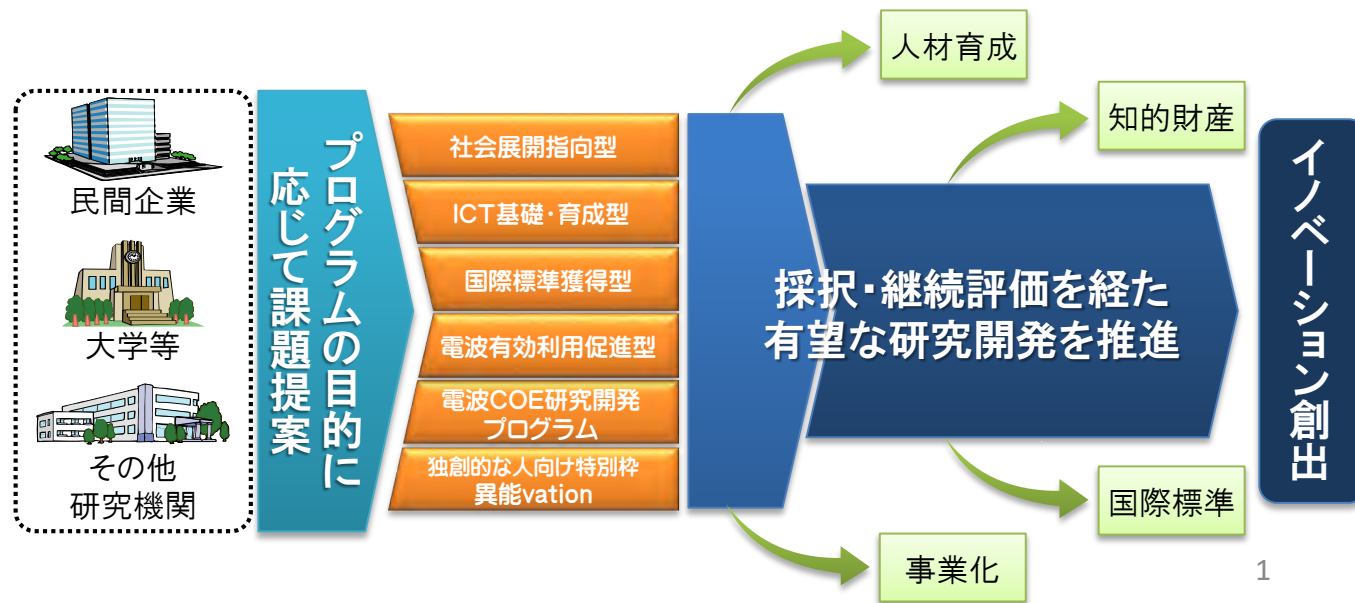 民間企業
大学等
その他
研究機関
プログラムの目的に
応じて課題提案
社会展開指向型
ICT基礎・育成型
国際標準獲得型
電波有効利用促進型
電波COE研究開発
プログラム
独創的な人向け特別枠
異能vation
採択・継続評価を経た
有望な研究開発を推進
人材育成
知的財産
国際標準
事業化
イノベーション創出
1